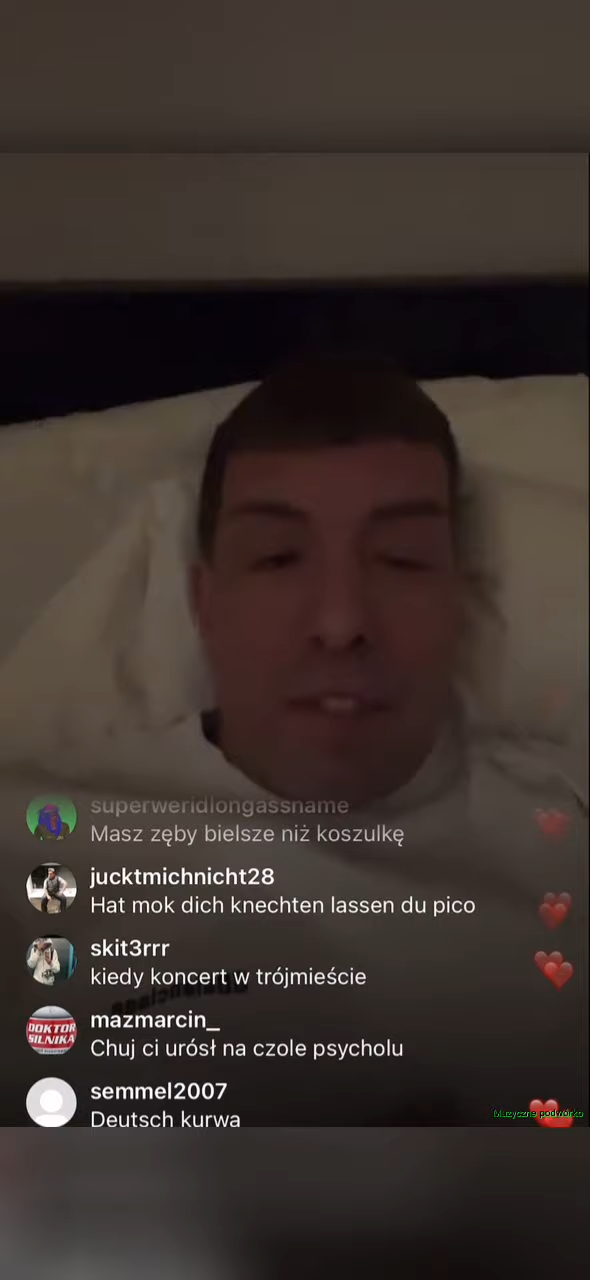 superweridlongassname
Masz zęby bielsze niż koszulkę
jucktmichnicht28
Hat mok dich knechten lassen du pico
skit3rrr
kiedy koncert w trójmieście
mazmarcin_
DOKTOR
SILNIKA
Chuj ci urósł na czole psycholu
semmel2007
Deutsch kurwa
Muzyczne podwórko